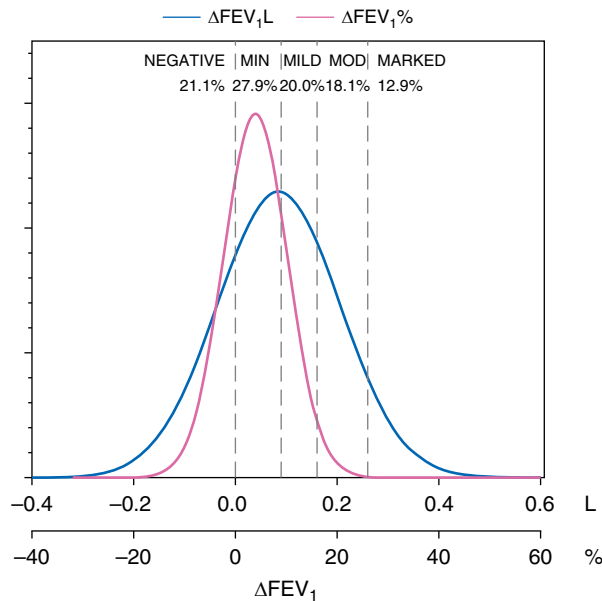 ΔFEV₁L ΔFEV₁%
NEGATIVE MIN MILD MOD MARKED
21.1% 27.9% 20.0% 18.1% 12.9%
–0.4 –0.2 0.0 0.2 0.4 0.6 L
–40 –20 0 20 40 60 %
ΔFEV₁